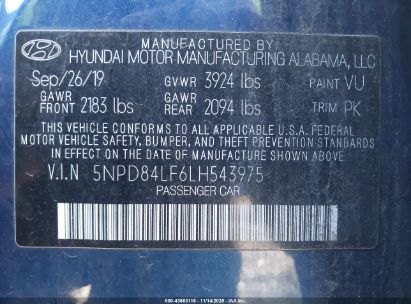 MANUFACTURED BY
HYUNDAI MOTOR MANUFACTURING ALABAMA, LLC
Sep/26/19 GVWR 3924 lbs PAINT VU
GAWR FRONT 2183 lbs GAWR REAR 2094 lbs TRIM PK
THIS VEHICLE CONFORMS TO ALL APPLICABLE U.S.A. FEDERAL
MOTOR VEHICLE SAFETY, BUMPER, AND THEFT PREVENTION
STANDARDS IN EFFECT ON THE DATE OF MANUFACTURE SHOWN ABOVE.
V.I.N 5NPD84LF6LH543975
PASSENGER CAR